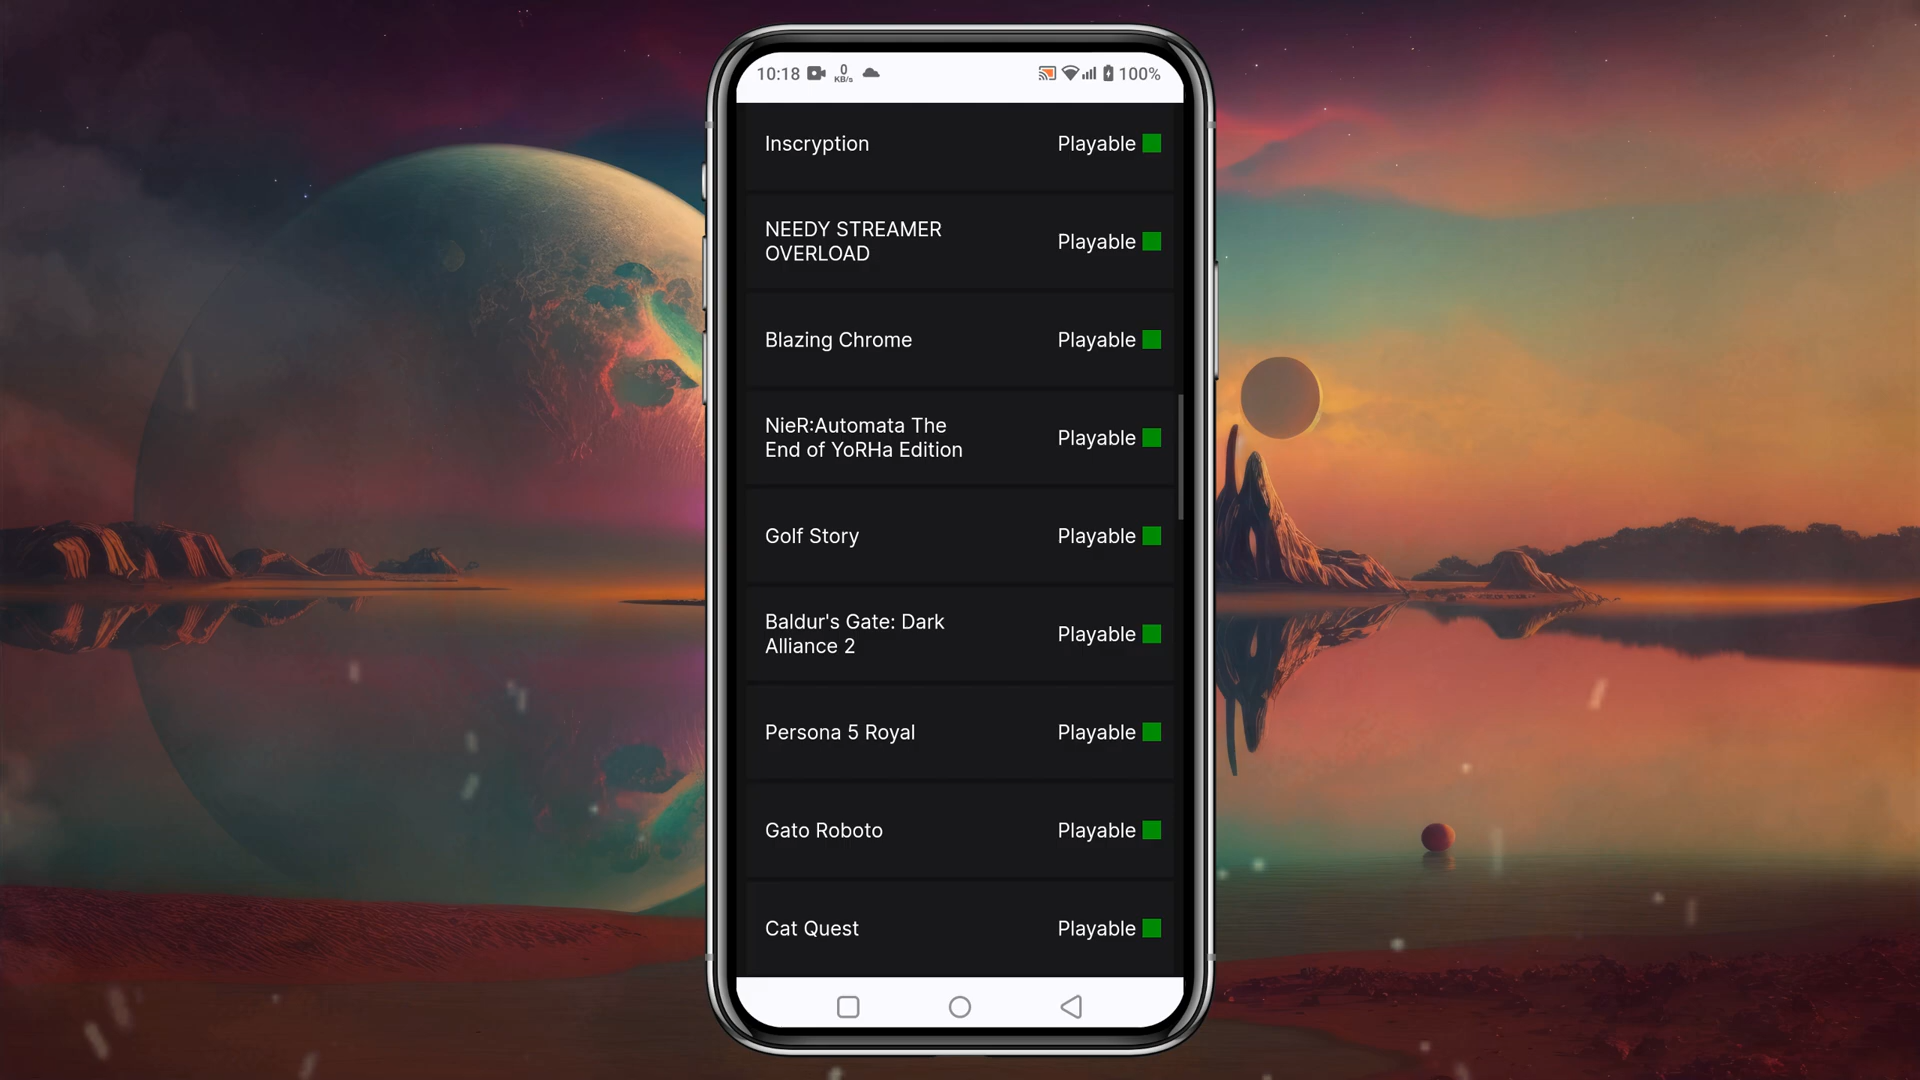 10:18 0 KB/s 100%
Inscryption Playable
NEEDY STREAMER
OVERLOAD Playable
Blazing Chrome Playable
NieR:Automata The
End of YoRHa Edition Playable
Golf Story Playable
Baldur's Gate: Dark
Alliance 2 Playable
Persona 5 Royal Playable
Gato Roboto Playable
Cat Quest Playable